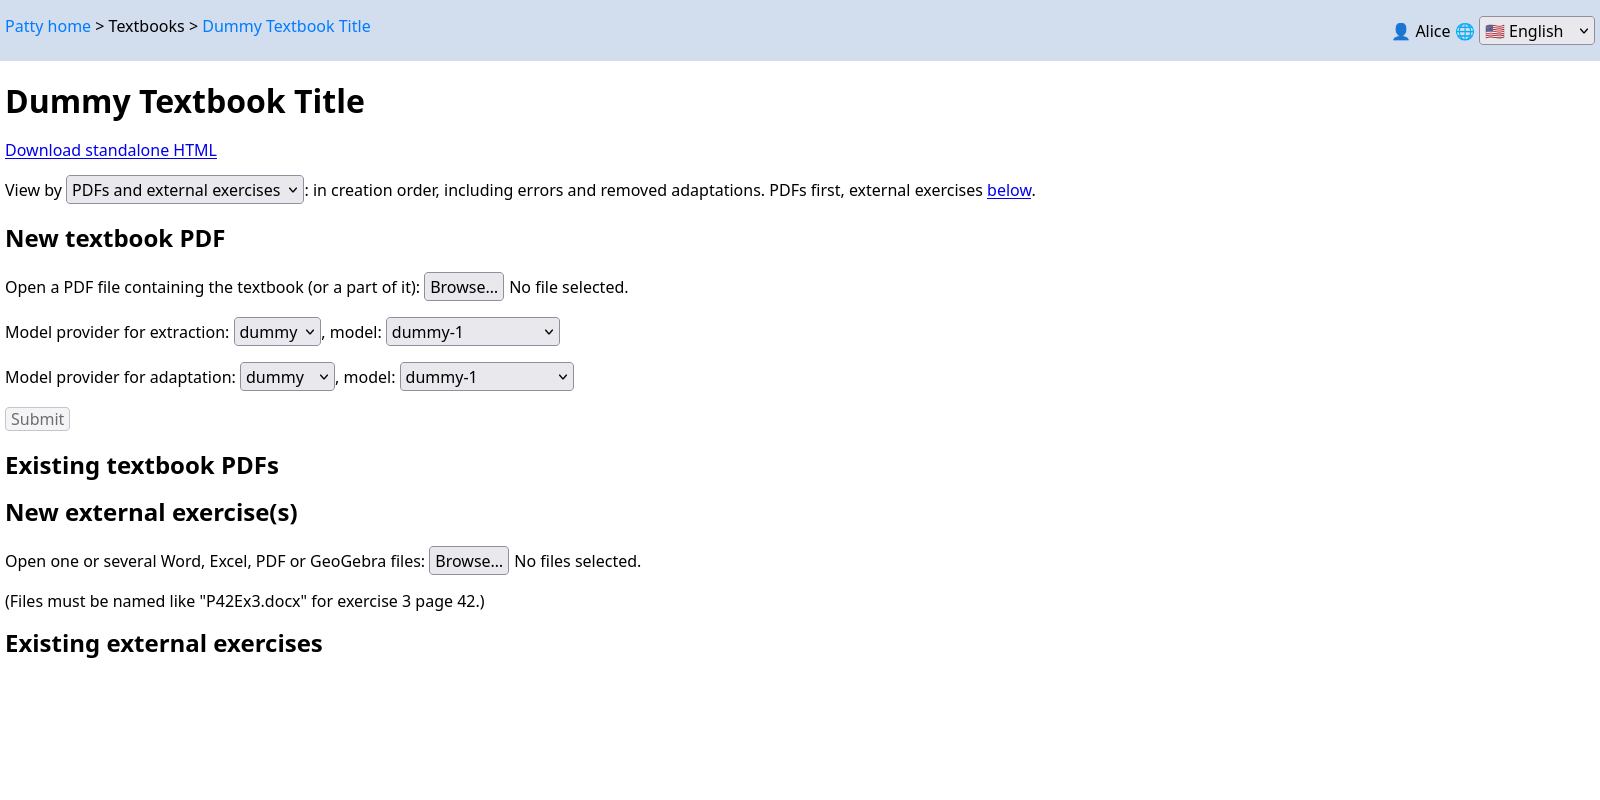 Patty home > Textbooks > Dummy Textbook Title
Alice English
Dummy Textbook Title
Download standalone HTML
View by PDFs and external exercises : in creation order, including errors and removed adaptations. PDFs first, external exercises below.
New textbook PDF
Open a PDF file containing the textbook (or a part of it): Browse... No file selected.
Model provider for extraction: dummy , model: dummy-1
Model provider for adaptation: dummy , model: dummy-1
Submit
Existing textbook PDFs
New external exercise(s)
Open one or several Word, Excel, PDF or GeoGebra files: Browse... No files selected.
(Files must be named like "P42Ex3.docx" for exercise 3 page 42.)
Existing external exercises